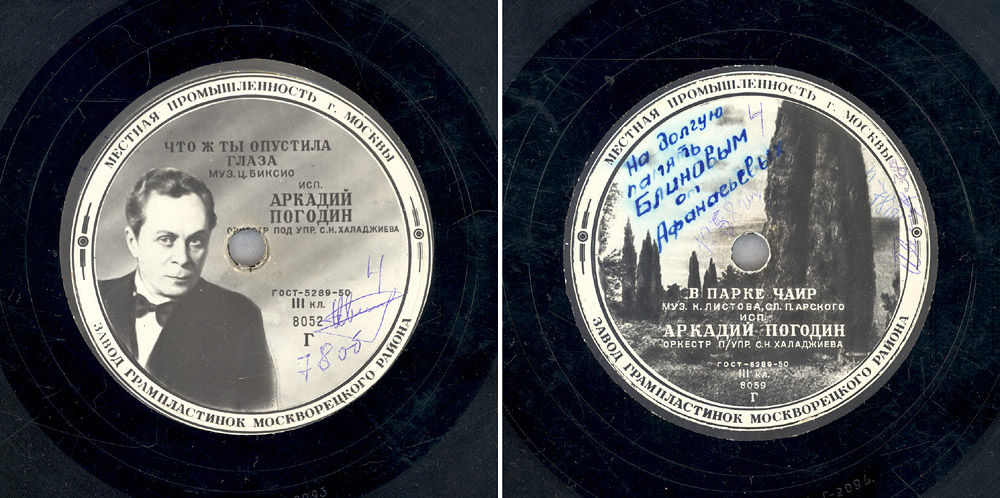 МЕСТНАЯ ПРОМЫШЛЕННОСТЬ г. МОСКВЫ
ЧТО Ж ТЫ ОПУСТИЛА
ГЛАЗА
МУЗ. Ц. БИКСИО
ИСП.
АРКАДИЙ
ПОГОДИН
ОРКЕСТР ПОД УПР. С.Н. ХАЛАДЖИЕВА
4
ГОСТ-5289-50
III КЛ.
8052
Г
78об
ЗАВОД ГРАМПЛАСТИНОК МОСКВОРЕЦКОГО РАЙОНА
МЕСТНАЯ ПРОМЫШЛЕННОСТЬ г. МОСКВЫ
4
на долгую
память
Блиновым
от
Афанасьевых
В ПАРКЕ ЧАИР
МУЗ. К. ЛИСТОВА, СЛ. П. АРСКОГО
ИСП.
АРКАДИЙ ПОГОДИН
ОРКЕСТР П/УПР. С.Н. ХАЛАДЖИЕВА
ГОСТ-5289-50
III КЛ.
8059
Г
ЗАВОД ГРАМПЛАСТИНОК МОСКВОРЕЦКОГО РАЙОНА